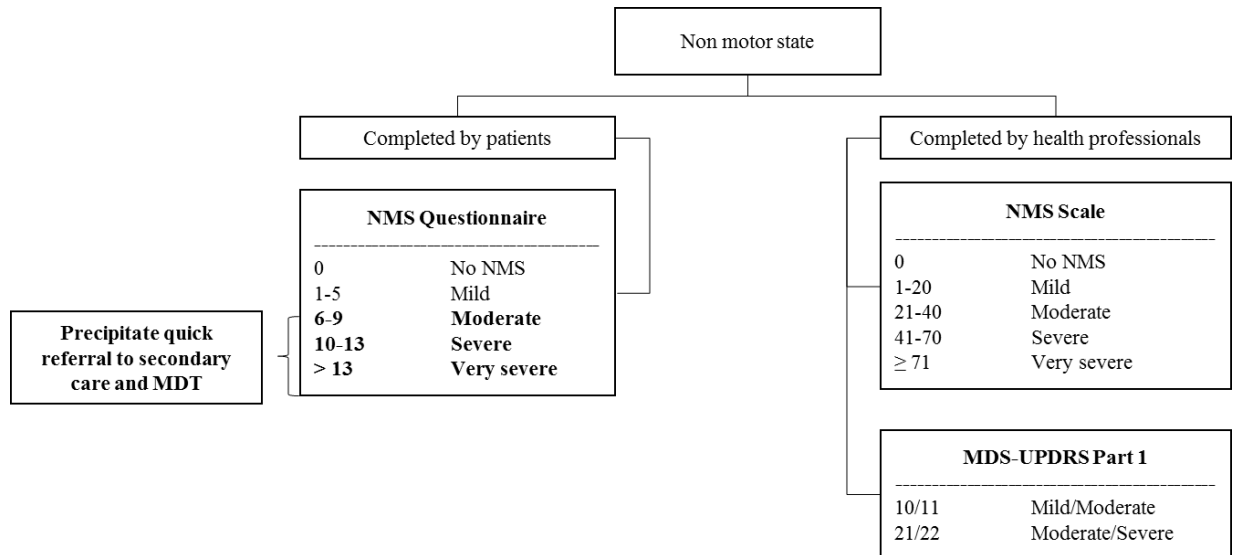 Non motor state
Completed by patients
Completed by health professionals
NMS Questionnaire
0 No NMS
1-5 Mild
6-9 Moderate
10-13 Severe
> 13 Very severe
Precipitate quick
referral to secondary
care and MDT
NMS Scale
0 No NMS
1-20 Mild
21-40 Moderate
41-70 Severe
≥ 71 Very severe
MDS-UPDRS Part 1
10/11 Mild/Moderate
21/22 Moderate/Severe